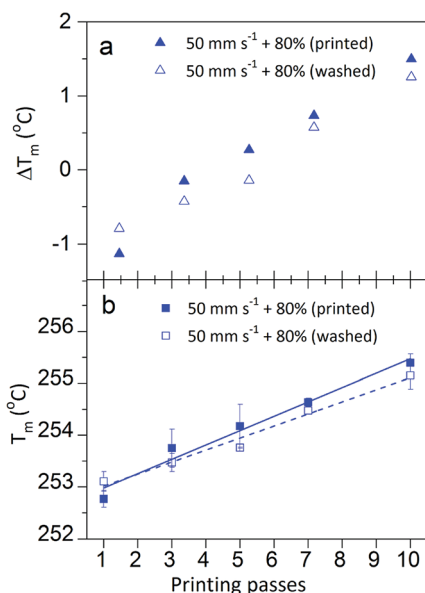 2
a
50 mm s⁻¹ + 80% (printed)
50 mm s⁻¹ + 80% (washed)
1
0
-1
ΔTₘ (°C)
b
50 mm s⁻¹ + 80% (printed)
50 mm s⁻¹ + 80% (washed)
256
255
254
253
252
Tₘ (°C)
1 2 3 4 5 6 7 8 9 10
Printing passes